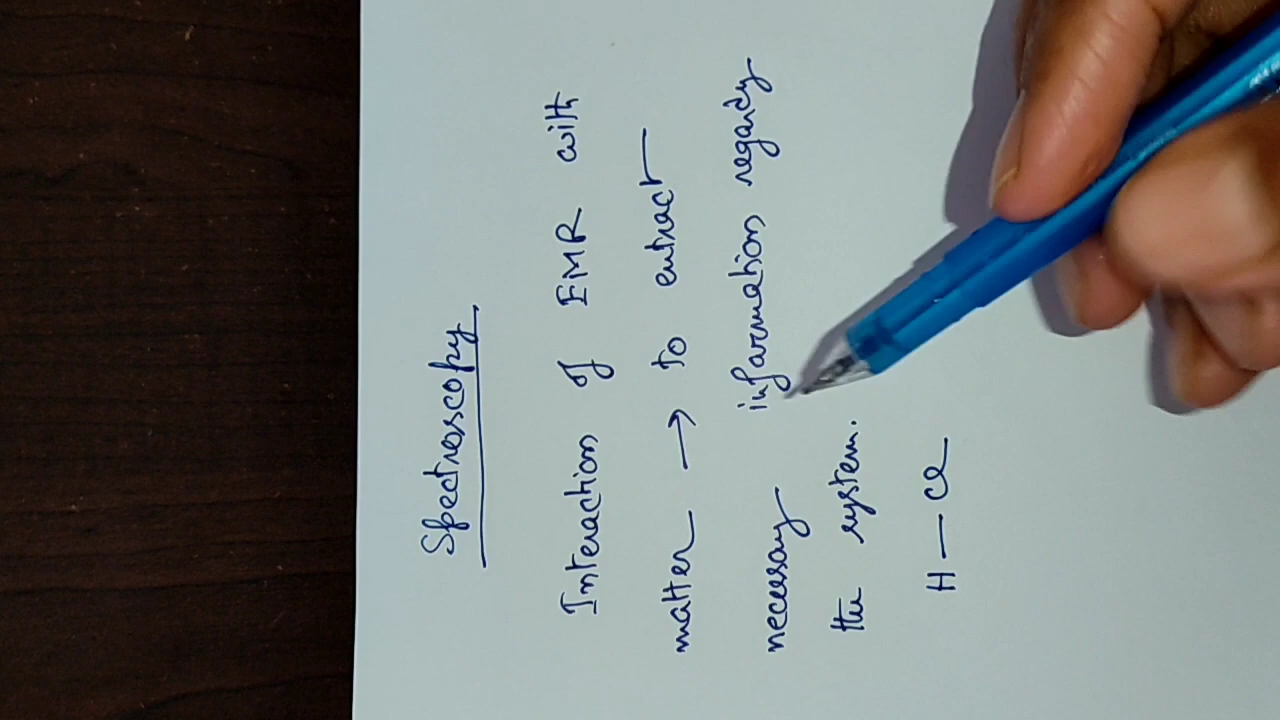 Spectroscopy
Interaction of EMR with
matter → to extract
necessary information regardy
the system.
H — Cl